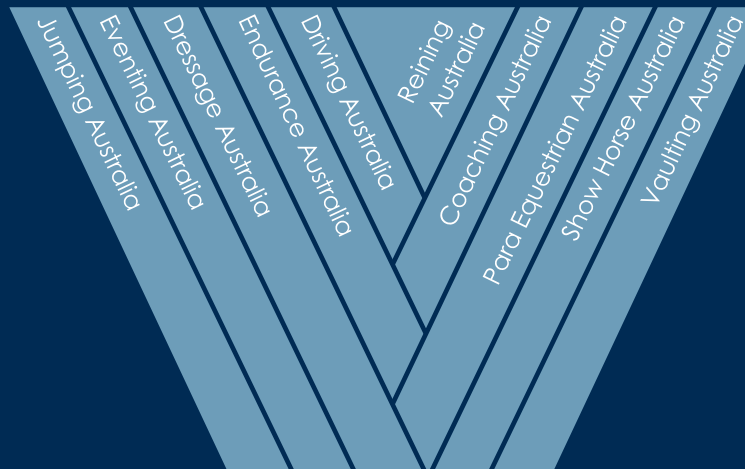 Jumping Australia
Eventing Australia
Dressage Australia
Endurance Australia
Driving Australia
Reining
Australia
Coaching Australia
Para Equestrian Australia
Show Horse Australia
Vaulting Australia